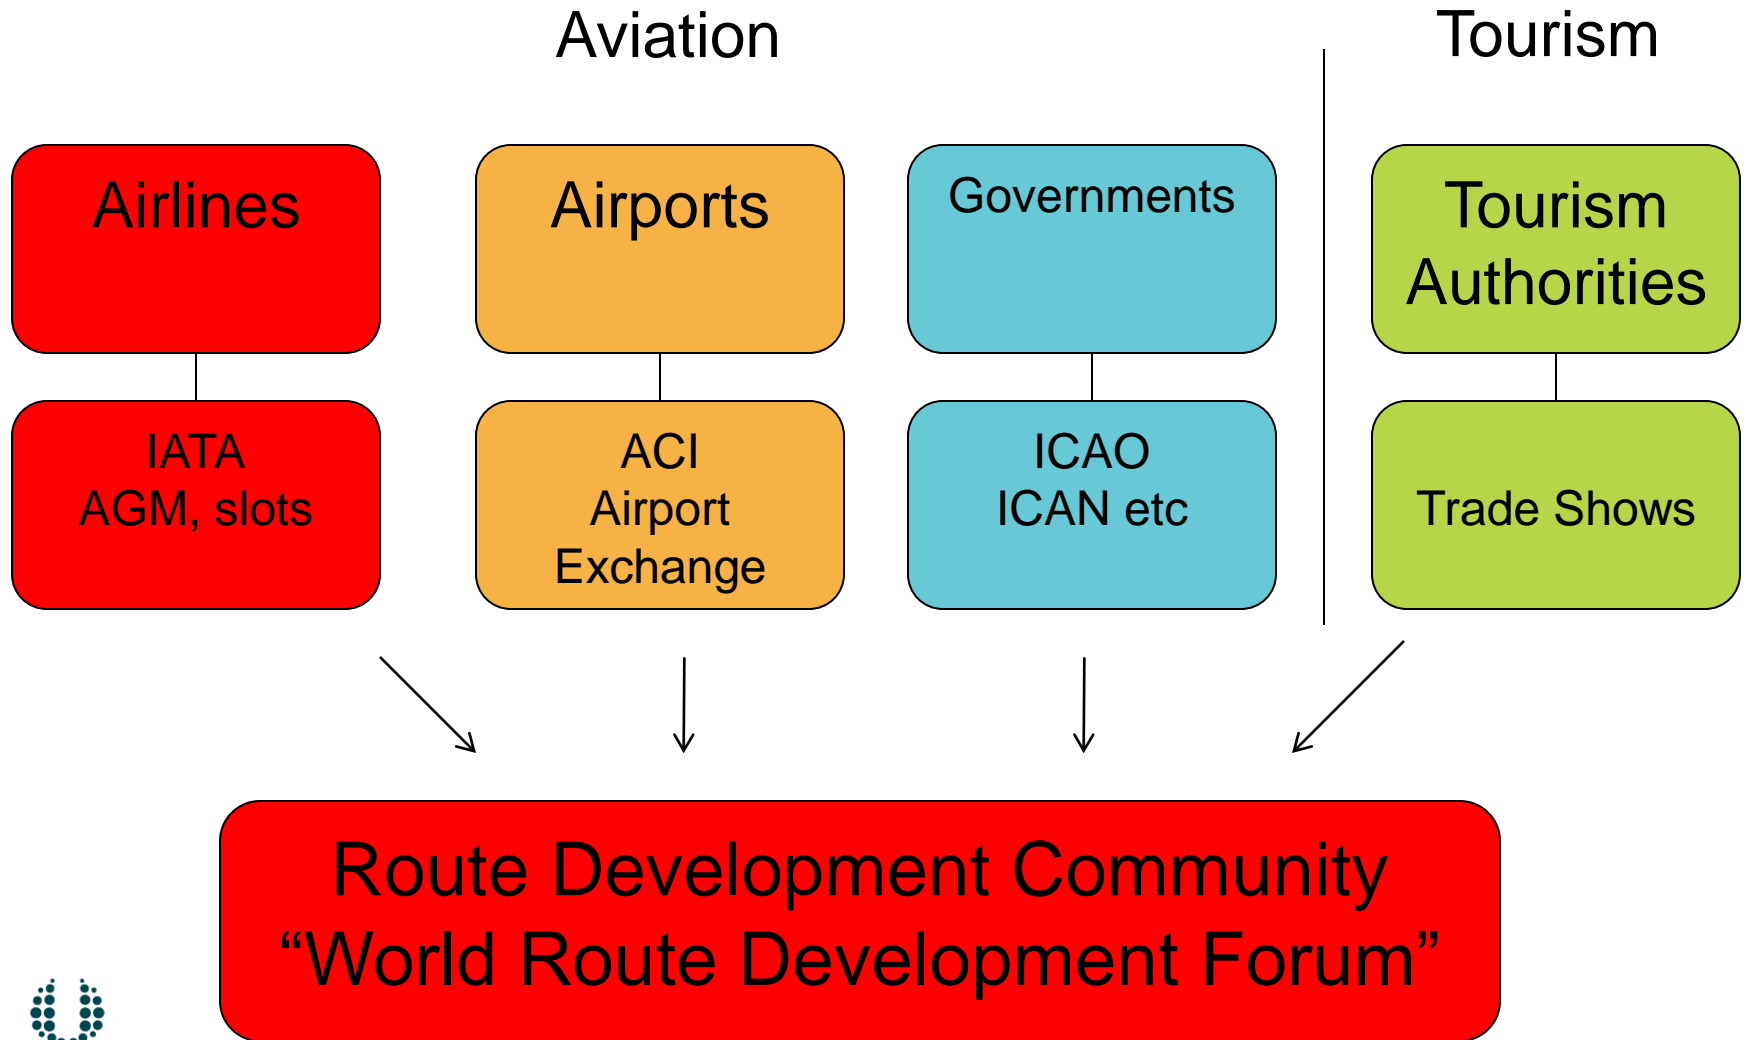 Aviation
Tourism
Airlines
Airports
Governments
Tourism
Authorities
IATA
AGM, slots
ACI
Airport
Exchange
ICAO
ICAN etc
Trade Shows
Route Development Community
“World Route Development Forum”